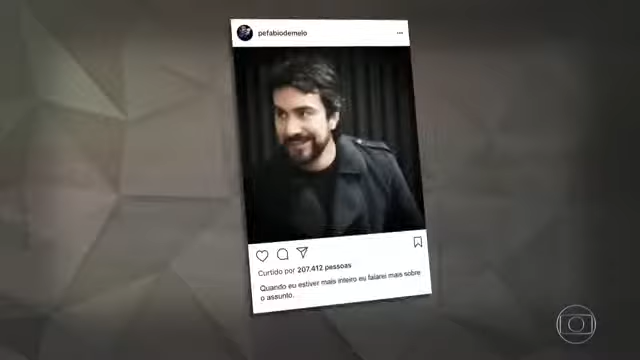 pefabiodemelo
Curtido por 207.412 pessoas
Quando eu estiver mais inteiro eu falarei mais sobre
o assunto.